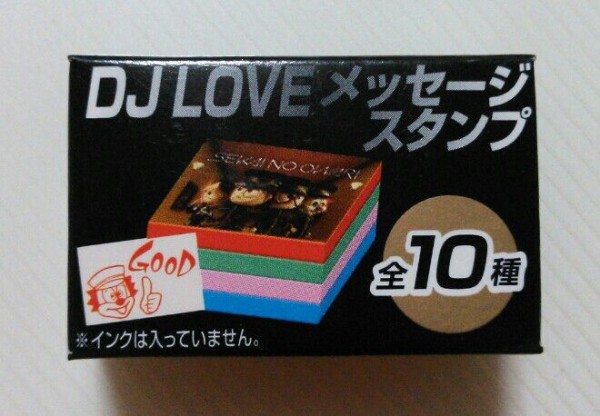 DJ LOVE メッセージ
スタンプ
SEKAI NO OWARI
GOOD
全10種
※インクは入っていません。